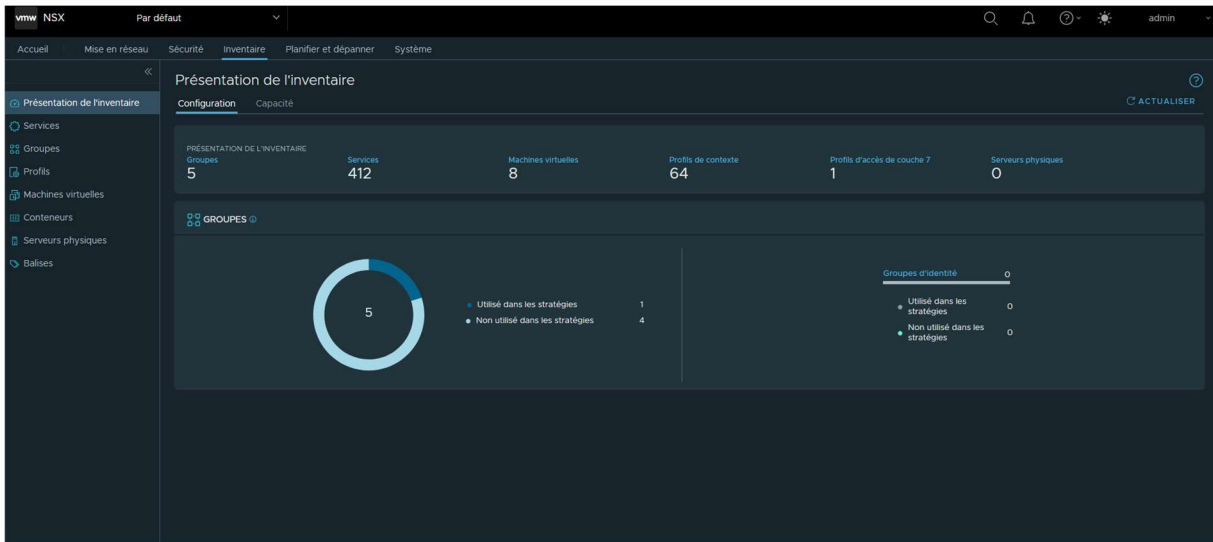 vmw NSX Par défaut admin
Accueil Mise en réseau Sécurité Inventaire Planifier et dépanner Système
Présentation de l'inventaire
Services
Groupes
Profils
Machines virtuelles
Conteneurs
Serveurs physiques
Balises
Présentation de l'inventaire
Configuration Capacité
ACTUALISER
PRÉSENTATION DE L'INVENTAIRE
Groupes Services Machines virtuelles Profils de contexte Profils d'accès de couche 7 Serveurs physiques
5 412 8 64 1 0
GROUPES
5
Utilisé dans les stratégies 1
Non utilisé dans les stratégies 4
Groupes d'identité 0
Utilisé dans les
stratégies 0
Non utilisé dans les
stratégies 0